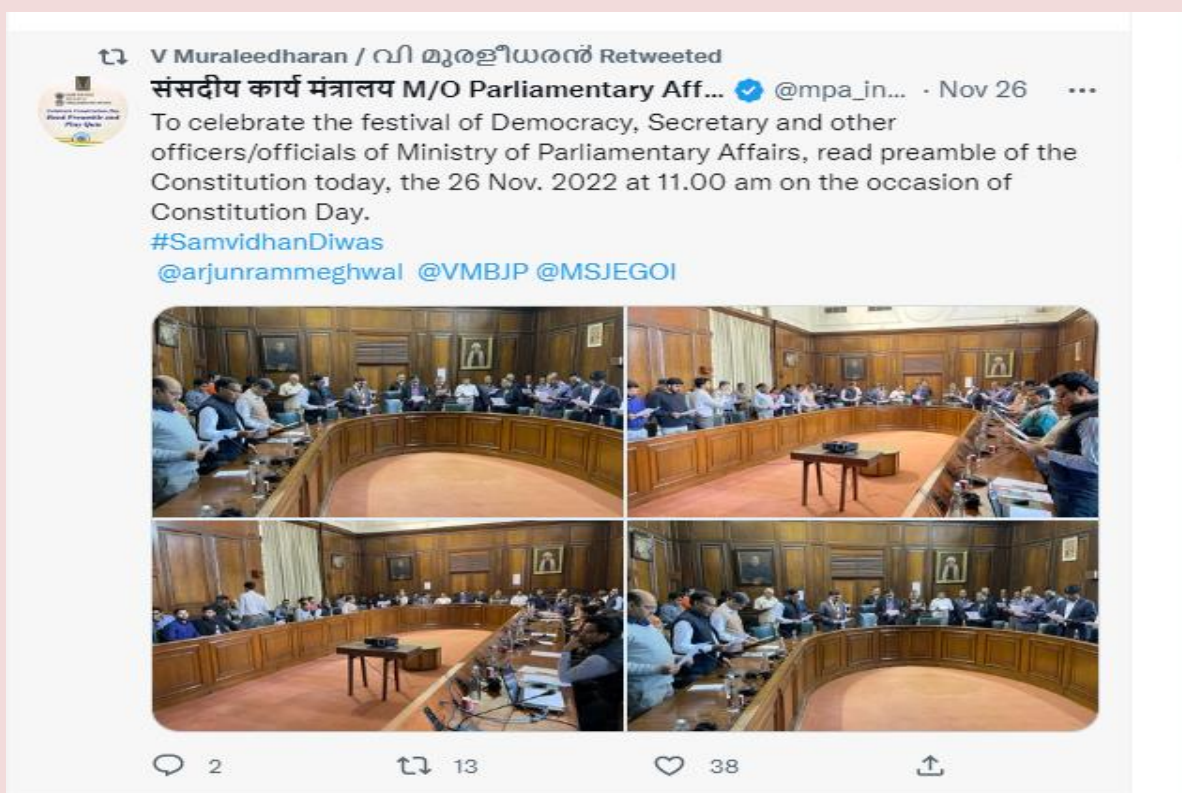 V Muraleedharan / വി മുരളീധരൻ Retweeted
संसदीय कार्य मंत्रालय M/O Parliamentary Aff... @mpa_in... · Nov 26 ...
To celebrate the festival of Democracy, Secretary and other
officers/officials of Ministry of Parliamentary Affairs, read preamble of the
Constitution today, the 26 Nov. 2022 at 11.00 am on the occasion of
Constitution Day.
#SamvidhanDiwas
@arjunrammeghwal @VMBJP @MSJEGOI
2 13 38